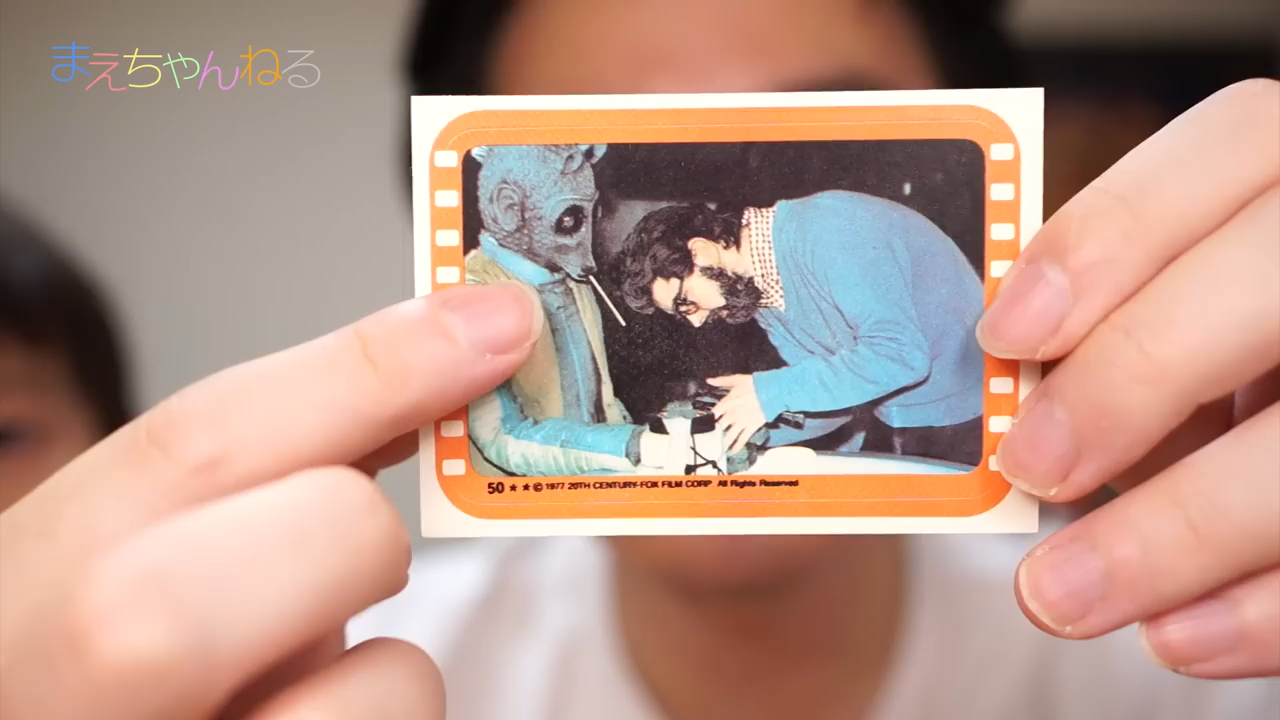 まえちゃんねる
50 ★ ★ © 1977 20TH CENTURY-FOX FILM CORP All Rights Reserved